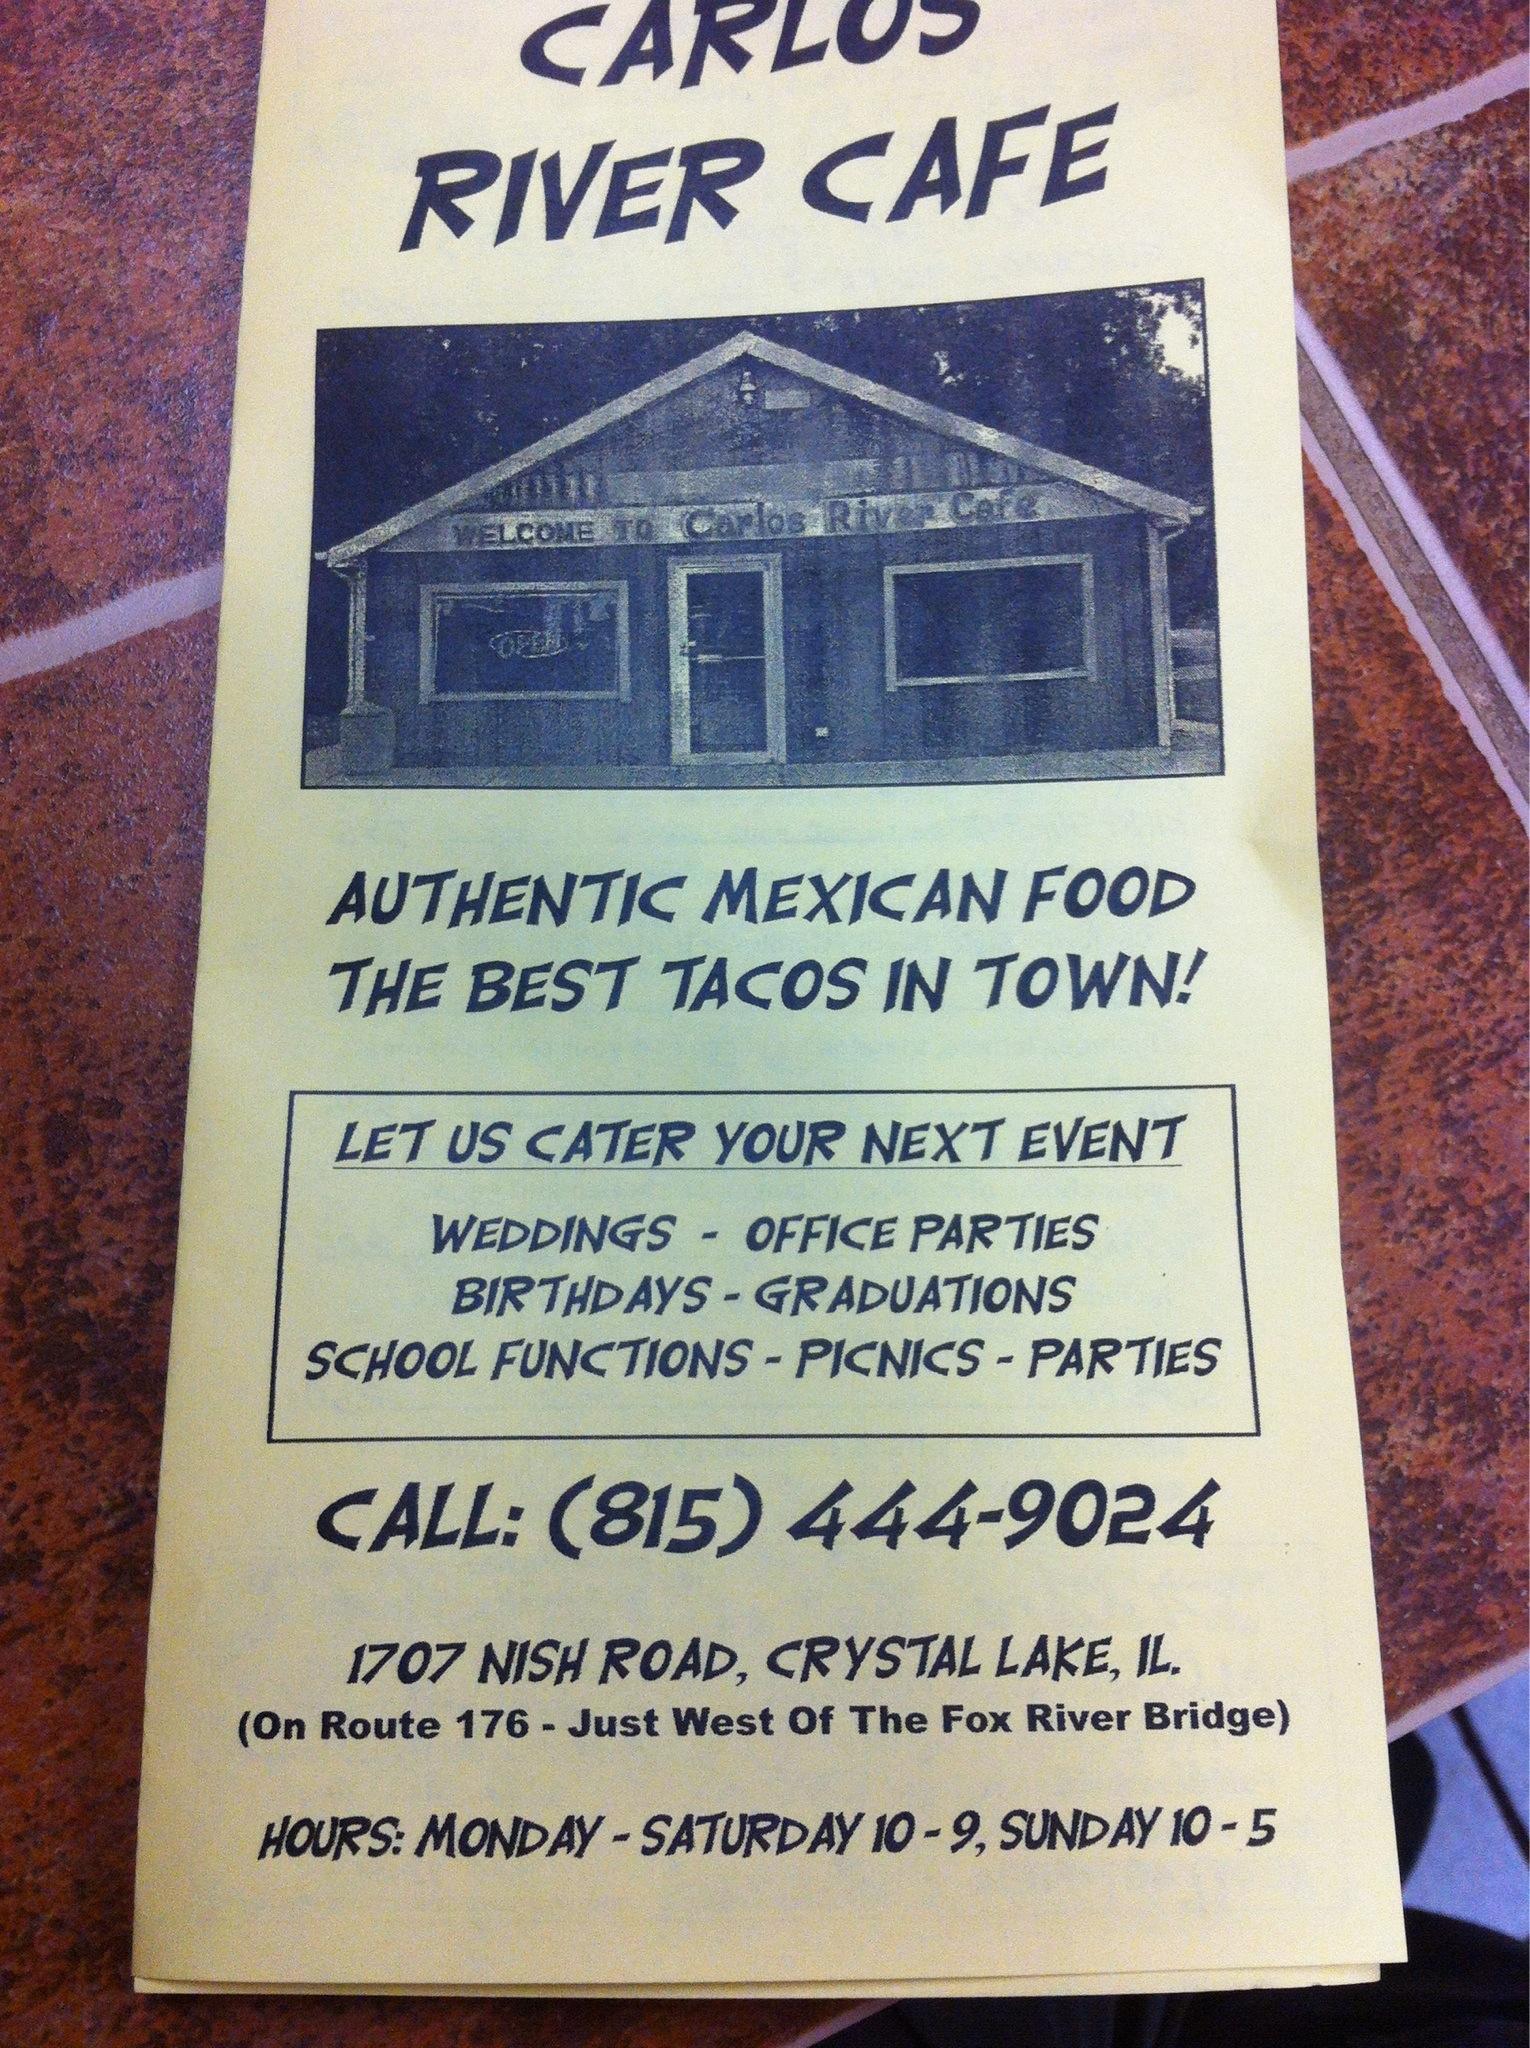 CARLOS
RIVER CAFE
WELCOME TO Carlos River Cafe
OPEN
AUTHENTIC MEXICAN FOOD
THE BEST TACOS IN TOWN!
LET US CATER YOUR NEXT EVENT
WEDDINGS - OFFICE PARTIES
BIRTHDAYS - GRADUATIONS
SCHOOL FUNCTIONS - PICNICS - PARTIES
CALL: (815) 444-9024
1707 NISH ROAD, CRYSTAL LAKE, IL.
(On Route 176 - Just West Of The Fox River Bridge)
HOURS: MONDAY - SATURDAY 10 - 9, SUNDAY 10 - 5